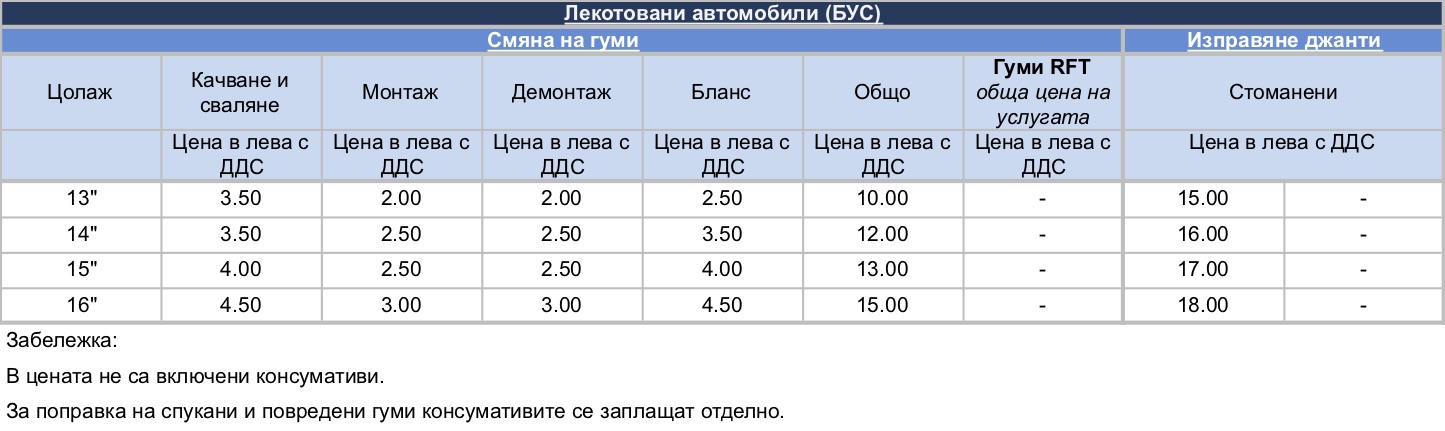 Лекотовани автомобили (БУС)
Смяна на гуми Изправяне джанти
Цолаж Качване и сваляне Монтаж Демонтаж Бланс Общо Гуми RFT обща цена на услугата Стоманени
Цена в лева с ДДС Цена в лева с ДДС Цена в лева с ДДС Цена в лева с ДДС Цена в лева с ДДС Цена в лева с ДДС Цена в лева с ДДС
13" 3.50 2.00 2.00 2.50 10.00 - 15.00 -
14" 3.50 2.50 2.50 3.50 12.00 - 16.00 -
15" 4.00 2.50 2.50 4.00 13.00 - 17.00 -
16" 4.50 3.00 3.00 4.50 15.00 - 18.00 -
Забележка:
В цената не са включени консумативи.
За поправка на спукани и повредени гуми консумативите се заплащат отделно.